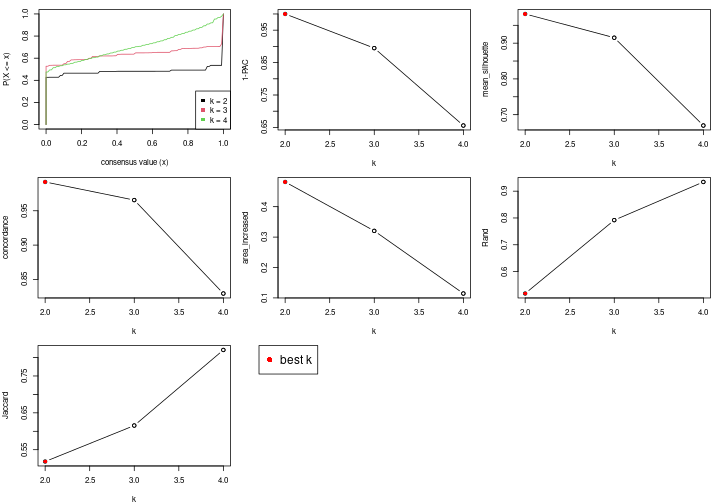 P(X <= x)
1.0
0.8
0.6
0.4
0.2
0.0
k = 2
k = 3
k = 4
0.0 0.2 0.4 0.6 0.8 1.0
consensus value (x)
1-PAC
0.95
0.85
0.75
0.65
2.0 2.5 3.0 3.5 4.0
k
mean_silhouette
0.90
0.80
0.70
2.0 2.5 3.0 3.5 4.0
k
concordance
0.95
0.90
0.85
2.0 2.5 3.0 3.5 4.0
k
area_increased
0.4
0.3
0.2
0.1
2.0 2.5 3.0 3.5 4.0
k
Rand
0.9
0.8
0.7
0.6
2.0 2.5 3.0 3.5 4.0
k
Jaccard
0.75
0.65
0.55
2.0 2.5 3.0 3.5 4.0
k
best k